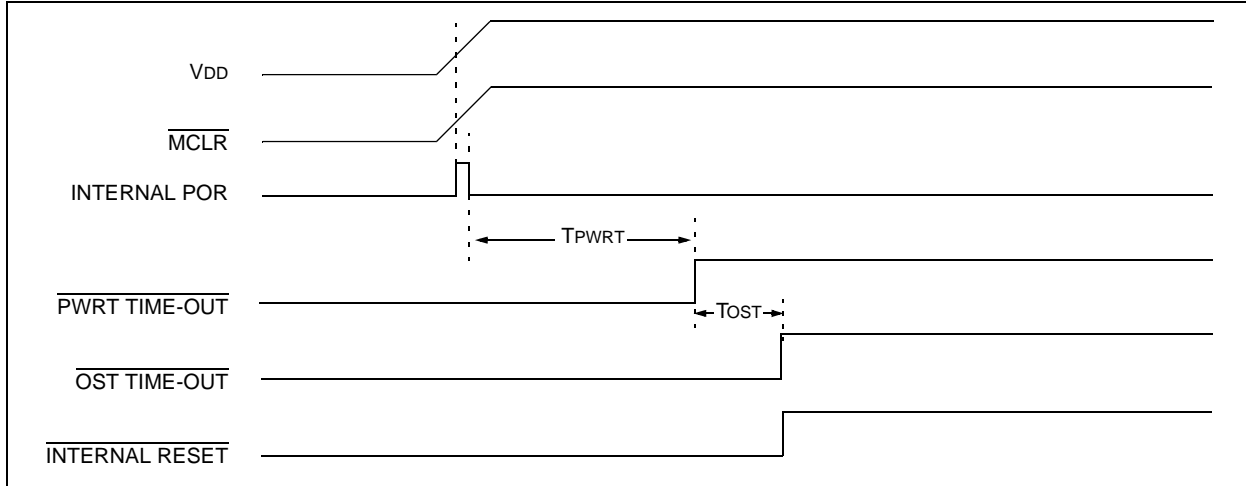 VDD
MCLR
INTERNAL POR
TPWRT
PWRT TIME-OUT
TOST
OST TIME-OUT
INTERNAL RESET